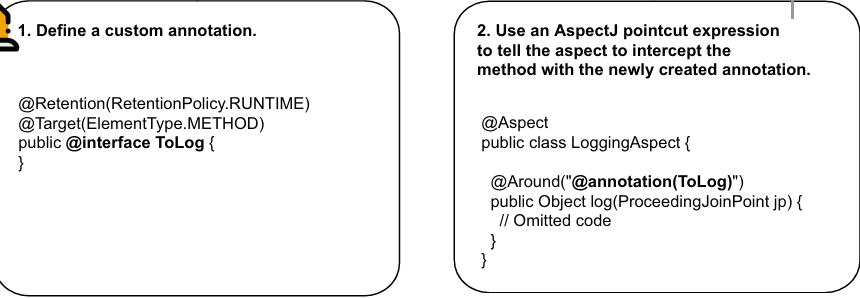 1. Define a custom annotation.
@Retention(RetentionPolicy.RUNTIME)
@Target(ElementType.METHOD)
public @interface ToLog {
}
2. Use an AspectJ pointcut expression
to tell the aspect to intercept the
method with the newly created annotation.
@Aspect
public class LoggingAspect {
@Around("@annotation(ToLog)")
public Object log(ProceedingJoinPoint jp) {
// Omitted code
}
}